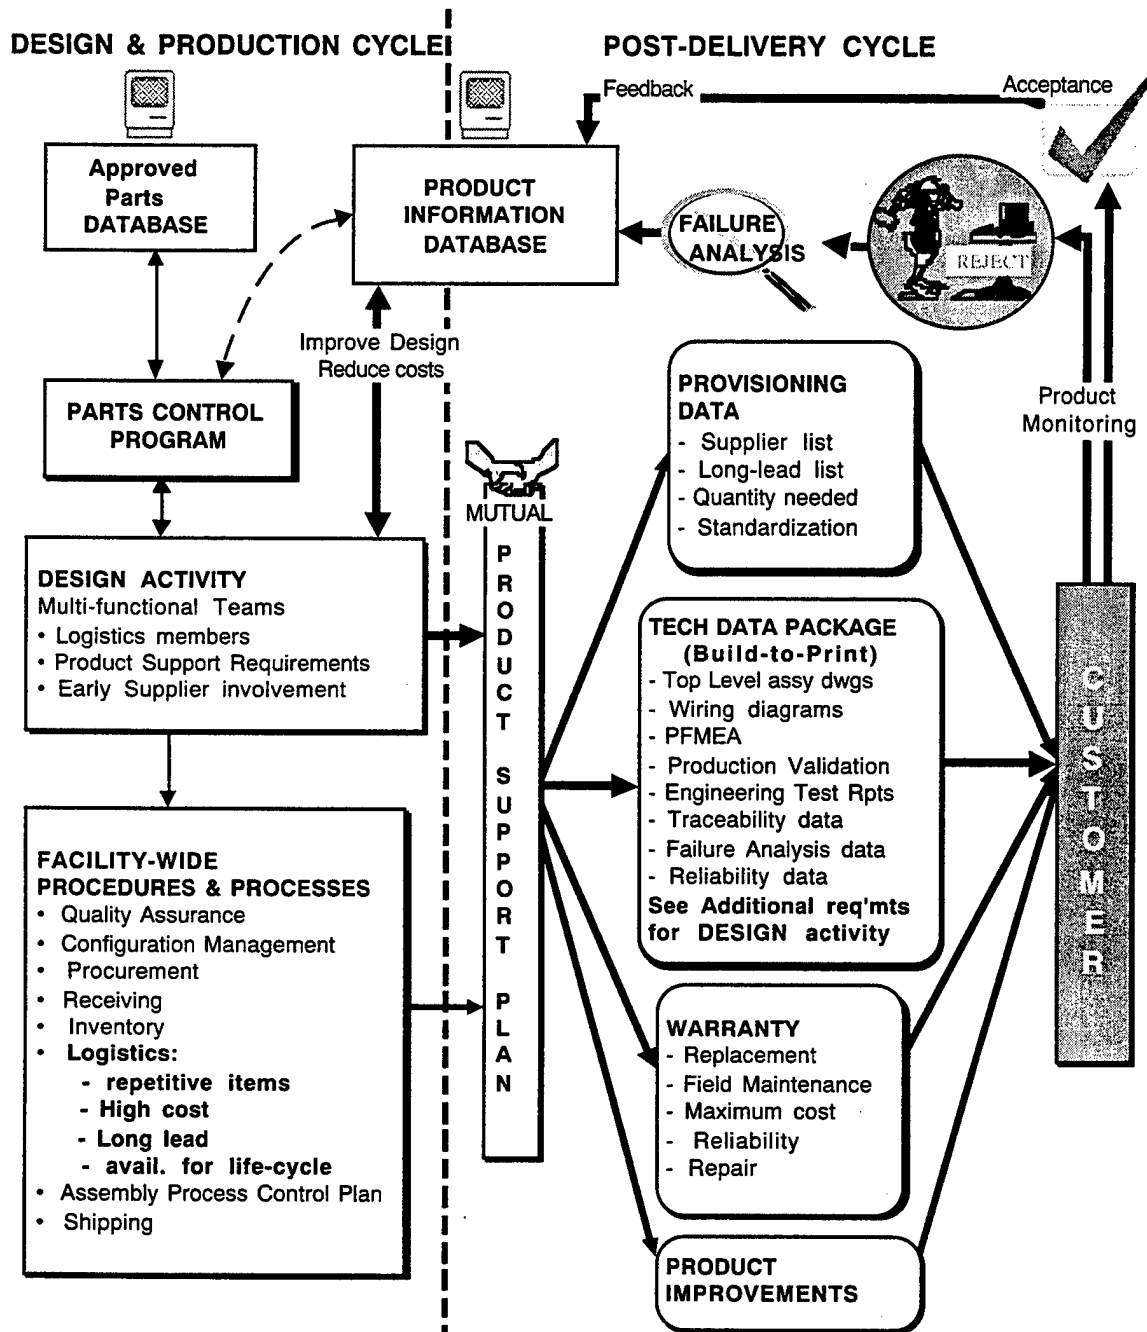 DESIGN & PRODUCTION CYCLE
POST-DELIVERY CYCLE
Feedback
Acceptance
Approved
Parts
DATABASE
PRODUCT
INFORMATION
DATABASE
FAILURE
ANALYSIS
REJECT
Improve Design
Reduce costs
PARTS CONTROL
PROGRAM
Product
Monitoring
PROVISIONING
DATA
- Supplier list
- Long-lead list
- Quantity needed
- Standardization
MUTUAL
PRODUCT SUPPORT PLAN
DESIGN ACTIVITY
Multi-functional Teams
• Logistics members
• Product Support Requirements
• Early Supplier involvement
TECH DATA PACKAGE
(Build-to-Print)
- Top Level assy dwgs
- Wiring diagrams
- PFMEA
- Production Validation
- Engineering Test Rpts
- Traceability data
- Failure Analysis data
- Reliability data
See Additional req'mts
for DESIGN activity
CUSTOMER
FACILITY-WIDE
PROCEDURES & PROCESSES
• Quality Assurance
• Configuration Management
• Procurement
• Receiving
• Inventory
• Logistics:
- repetitive items
- High cost
- Long lead
- avail. for life-cycle
• Assembly Process Control Plan
• Shipping
WARRANTY
- Replacement
- Field Maintenance
- Maximum cost
- Reliability
- Repair
PRODUCT
IMPROVEMENTS